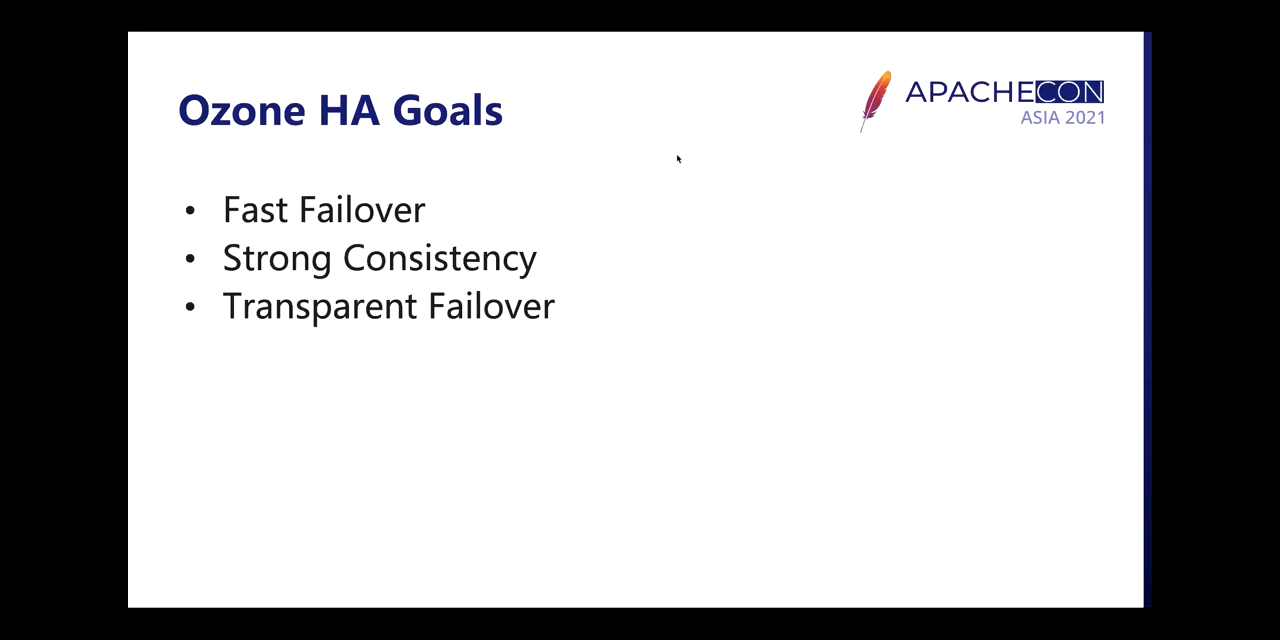 Ozone HA Goals
APACHECON
ASIA 2021
• Fast Failover
• Strong Consistency
• Transparent Failover